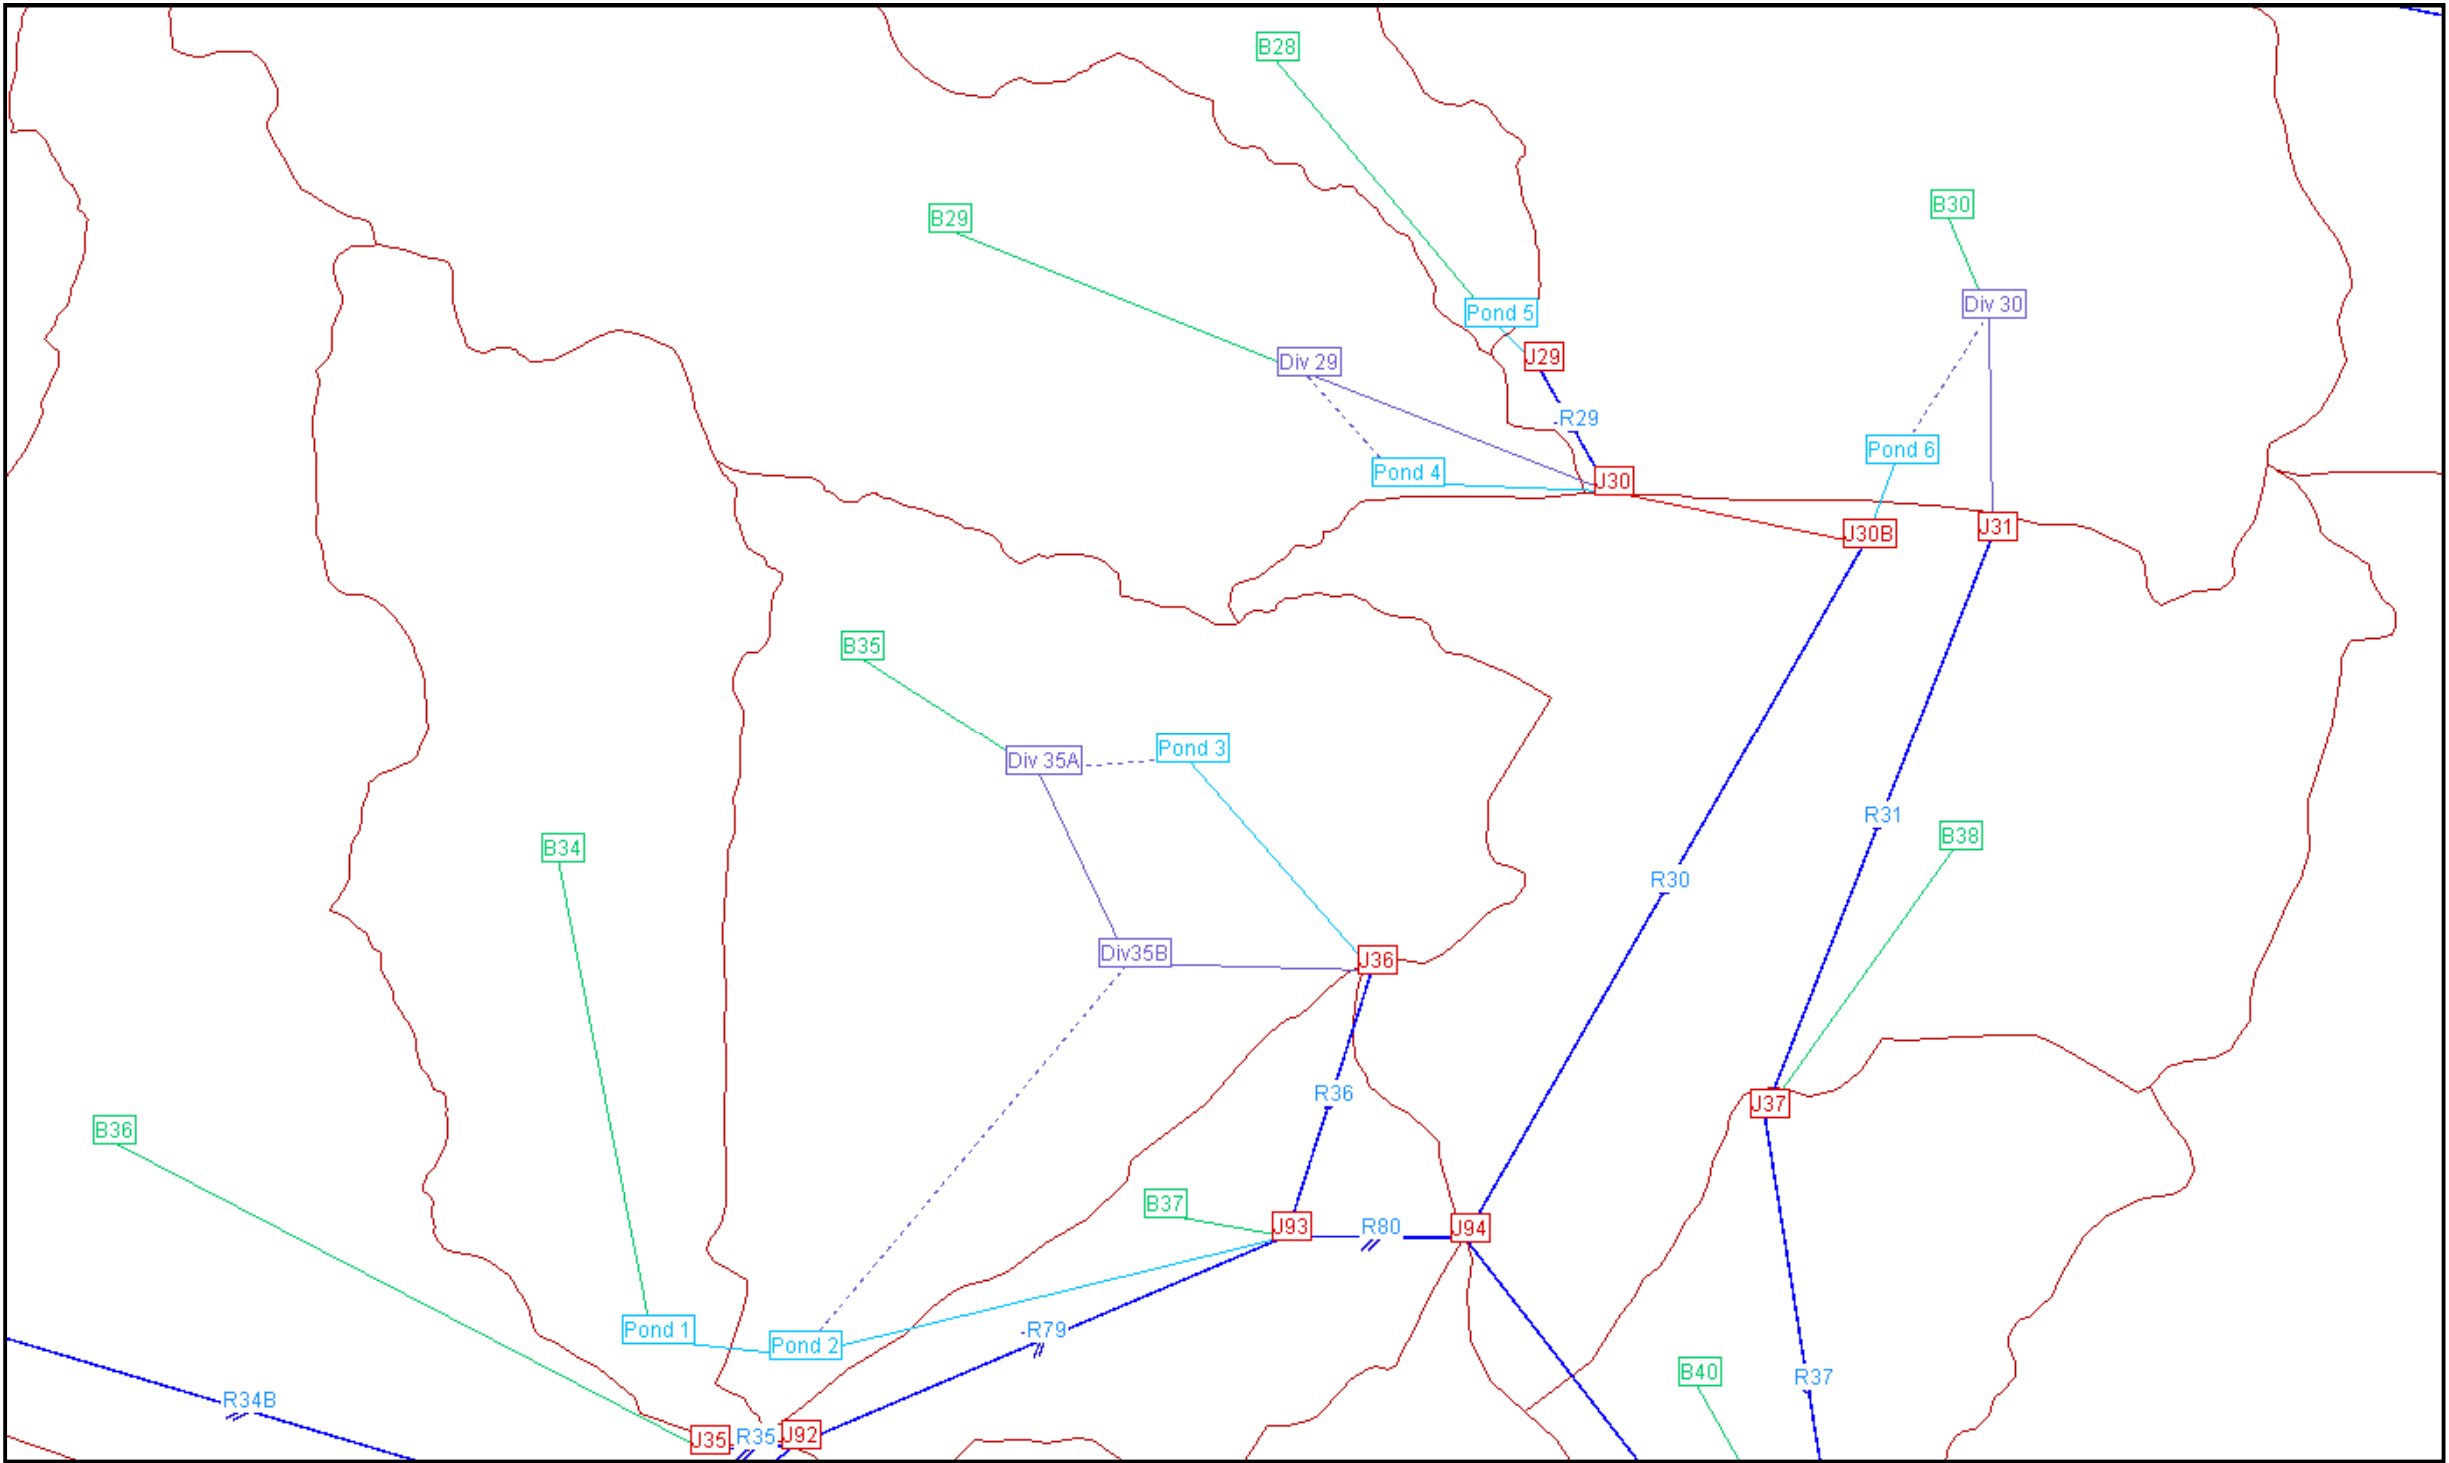 B28
B30
B29
Div 30
Pond 5
Div 29
J29
R29
Pond 6
Pond 4
J30
J30B
J31
B35
Pond 3
Div 35A
R31
B38
B34
R30
Div35B
J36
R36
J37
B36
B37
J93
R80
J94
Pond 1
R79
Pond 2
B40
R37
R34B
J35
R35
J92